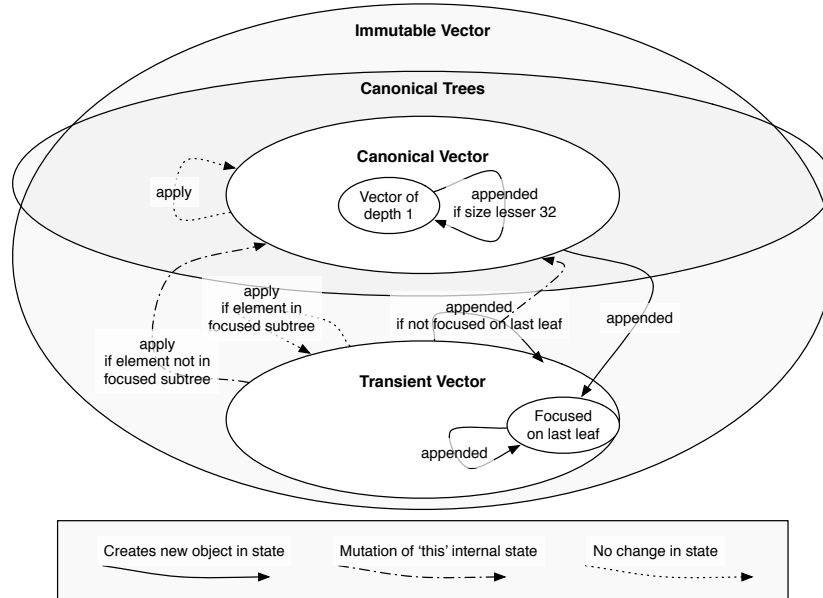 Immutable Vector
Canonical Trees
Canonical Vector
apply
Vector of
depth 1
appended
if size lesser 32
apply
if element in
focused subtree
appended
if not focused on last leaf
appended
apply
if element not in
focused subtree
Transient Vector
Focused
on last leaf
appended
Creates new object in state
Mutation of ‘this’ internal state
No change in state